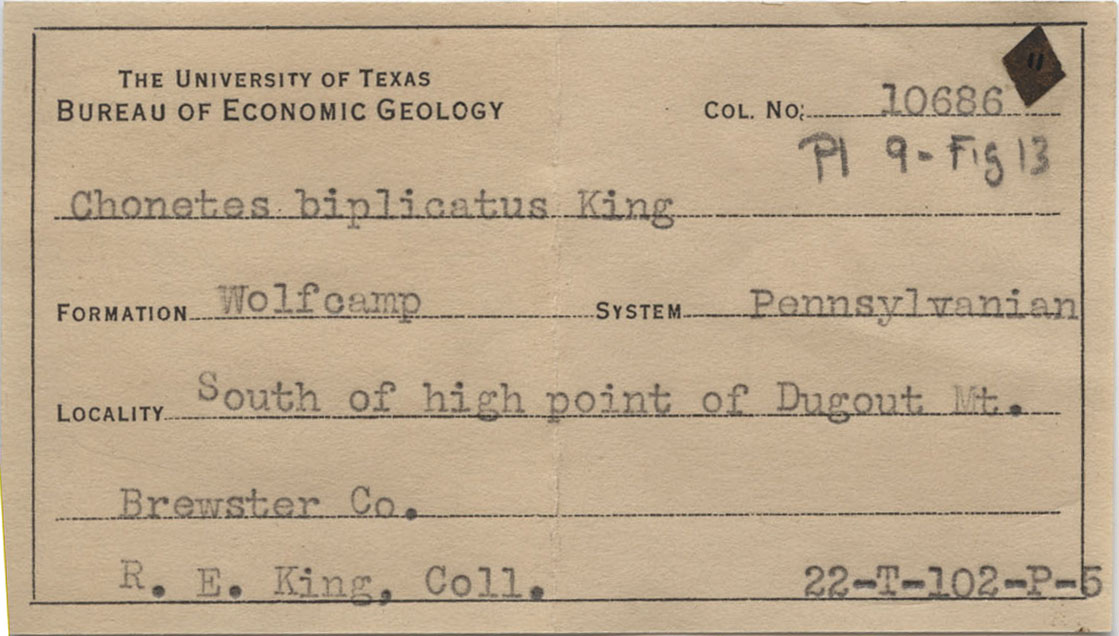 THE UNIVERSITY OF TEXAS
BUREAU OF ECONOMIC GEOLOGY
COL. No. 10686
Pl 9 - Fig 13
Chonetes biplicatus King
FORMATION Wolfcamp SYSTEM Pennsylvanian
LOCALITY South of high point of Dugout Mt.
Brewster Co.
R. E. King, Coll. 22-T-102-P-5